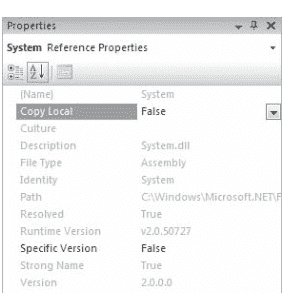 Properties
System Reference Properties
(Name) System
Copy Local False
Culture
Description System.dll
File Type Assembly
Identity System
Path C:\Windows\Microsoft.NET\F
Resolved True
Runtime Version v2.0.50727
Specific Version False
Strong Name True
Version 2.0.0.0